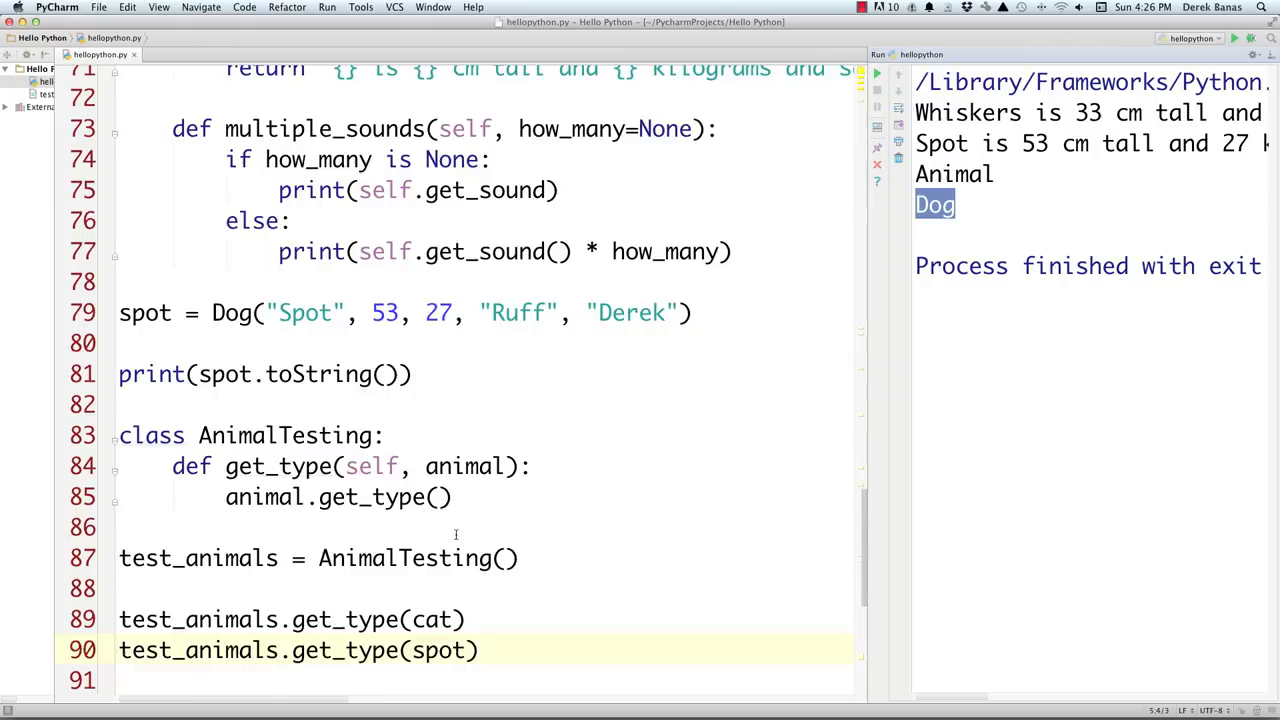 PyCharm File Edit View Navigate Code Refactor Run Tools VCS Window Help 10 Sun 4:26 PM Derek Banas
hellopython.py - Hello Python - [~/PycharmProjects/Hello Python]
Hello Python hellopython.py hellopython
hellopython.py Run hellopython
Hello P
hell
test
Externa
71 return "{} is {} cm tall and {} kilograms and s
72
73 def multiple_sounds(self, how_many=None):
74 if how_many is None:
75 print(self.get_sound)
76 else:
77 print(self.get_sound() * how_many)
78
79 spot = Dog("Spot", 53, 27, "Ruff", "Derek")
80
81 print(spot.toString())
82
83 class AnimalTesting:
84 def get_type(self, animal):
85 animal.get_type()
86
87 test_animals = AnimalTesting()
88
89 test_animals.get_type(cat)
90 test_animals.get_type(spot)
91
/Library/Frameworks/Python.
Whiskers is 33 cm tall and
Spot is 53 cm tall and 27 k
Animal
Dog
Process finished with exit
54/3 LF UTF-8